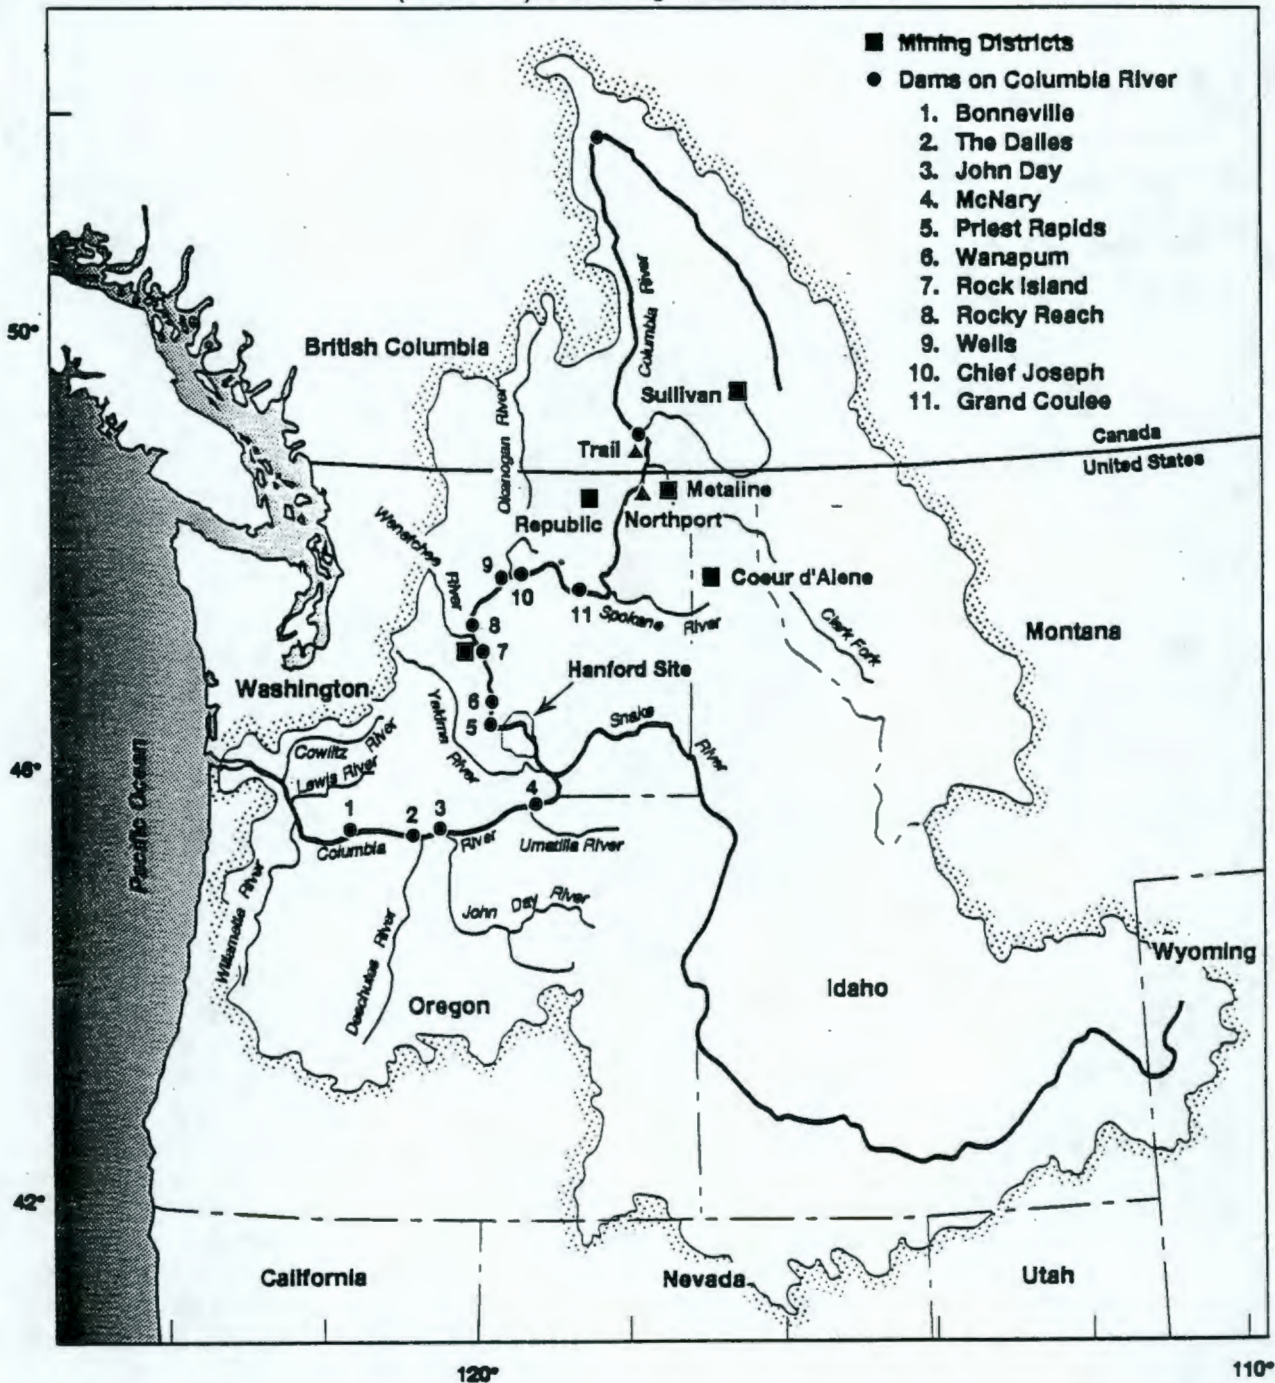 Mining Districts
Dams on Columbia River
1. Bonneville
2. The Dalles
3. John Day
4. McNary
5. Priest Rapids
6. Wanapum
7. Rock Island
8. Rocky Reach
9. Wells
10. Chief Joseph
11. Grand Coulee
50°
British Columbia
Columbia River
Sullivan
Okanogan River
Canada
United States
Trail
Metaline
Republic
Northport
Wenatchee River
9
10
11
Spokane River
Coeur d'Alene
Clark Fork
Montana
8
7
Hanford Site
Washington
6
5
Yakima River
Snake River
Cowlitz River
Lewis River
46°
Pacific Ocean
1
2
3
4
Columbia River
Umatilla River
Willamette River
John Day River
Deschutes River
Oregon
Idaho
Wyoming
42°
California
Nevada
Utah
120°
110°